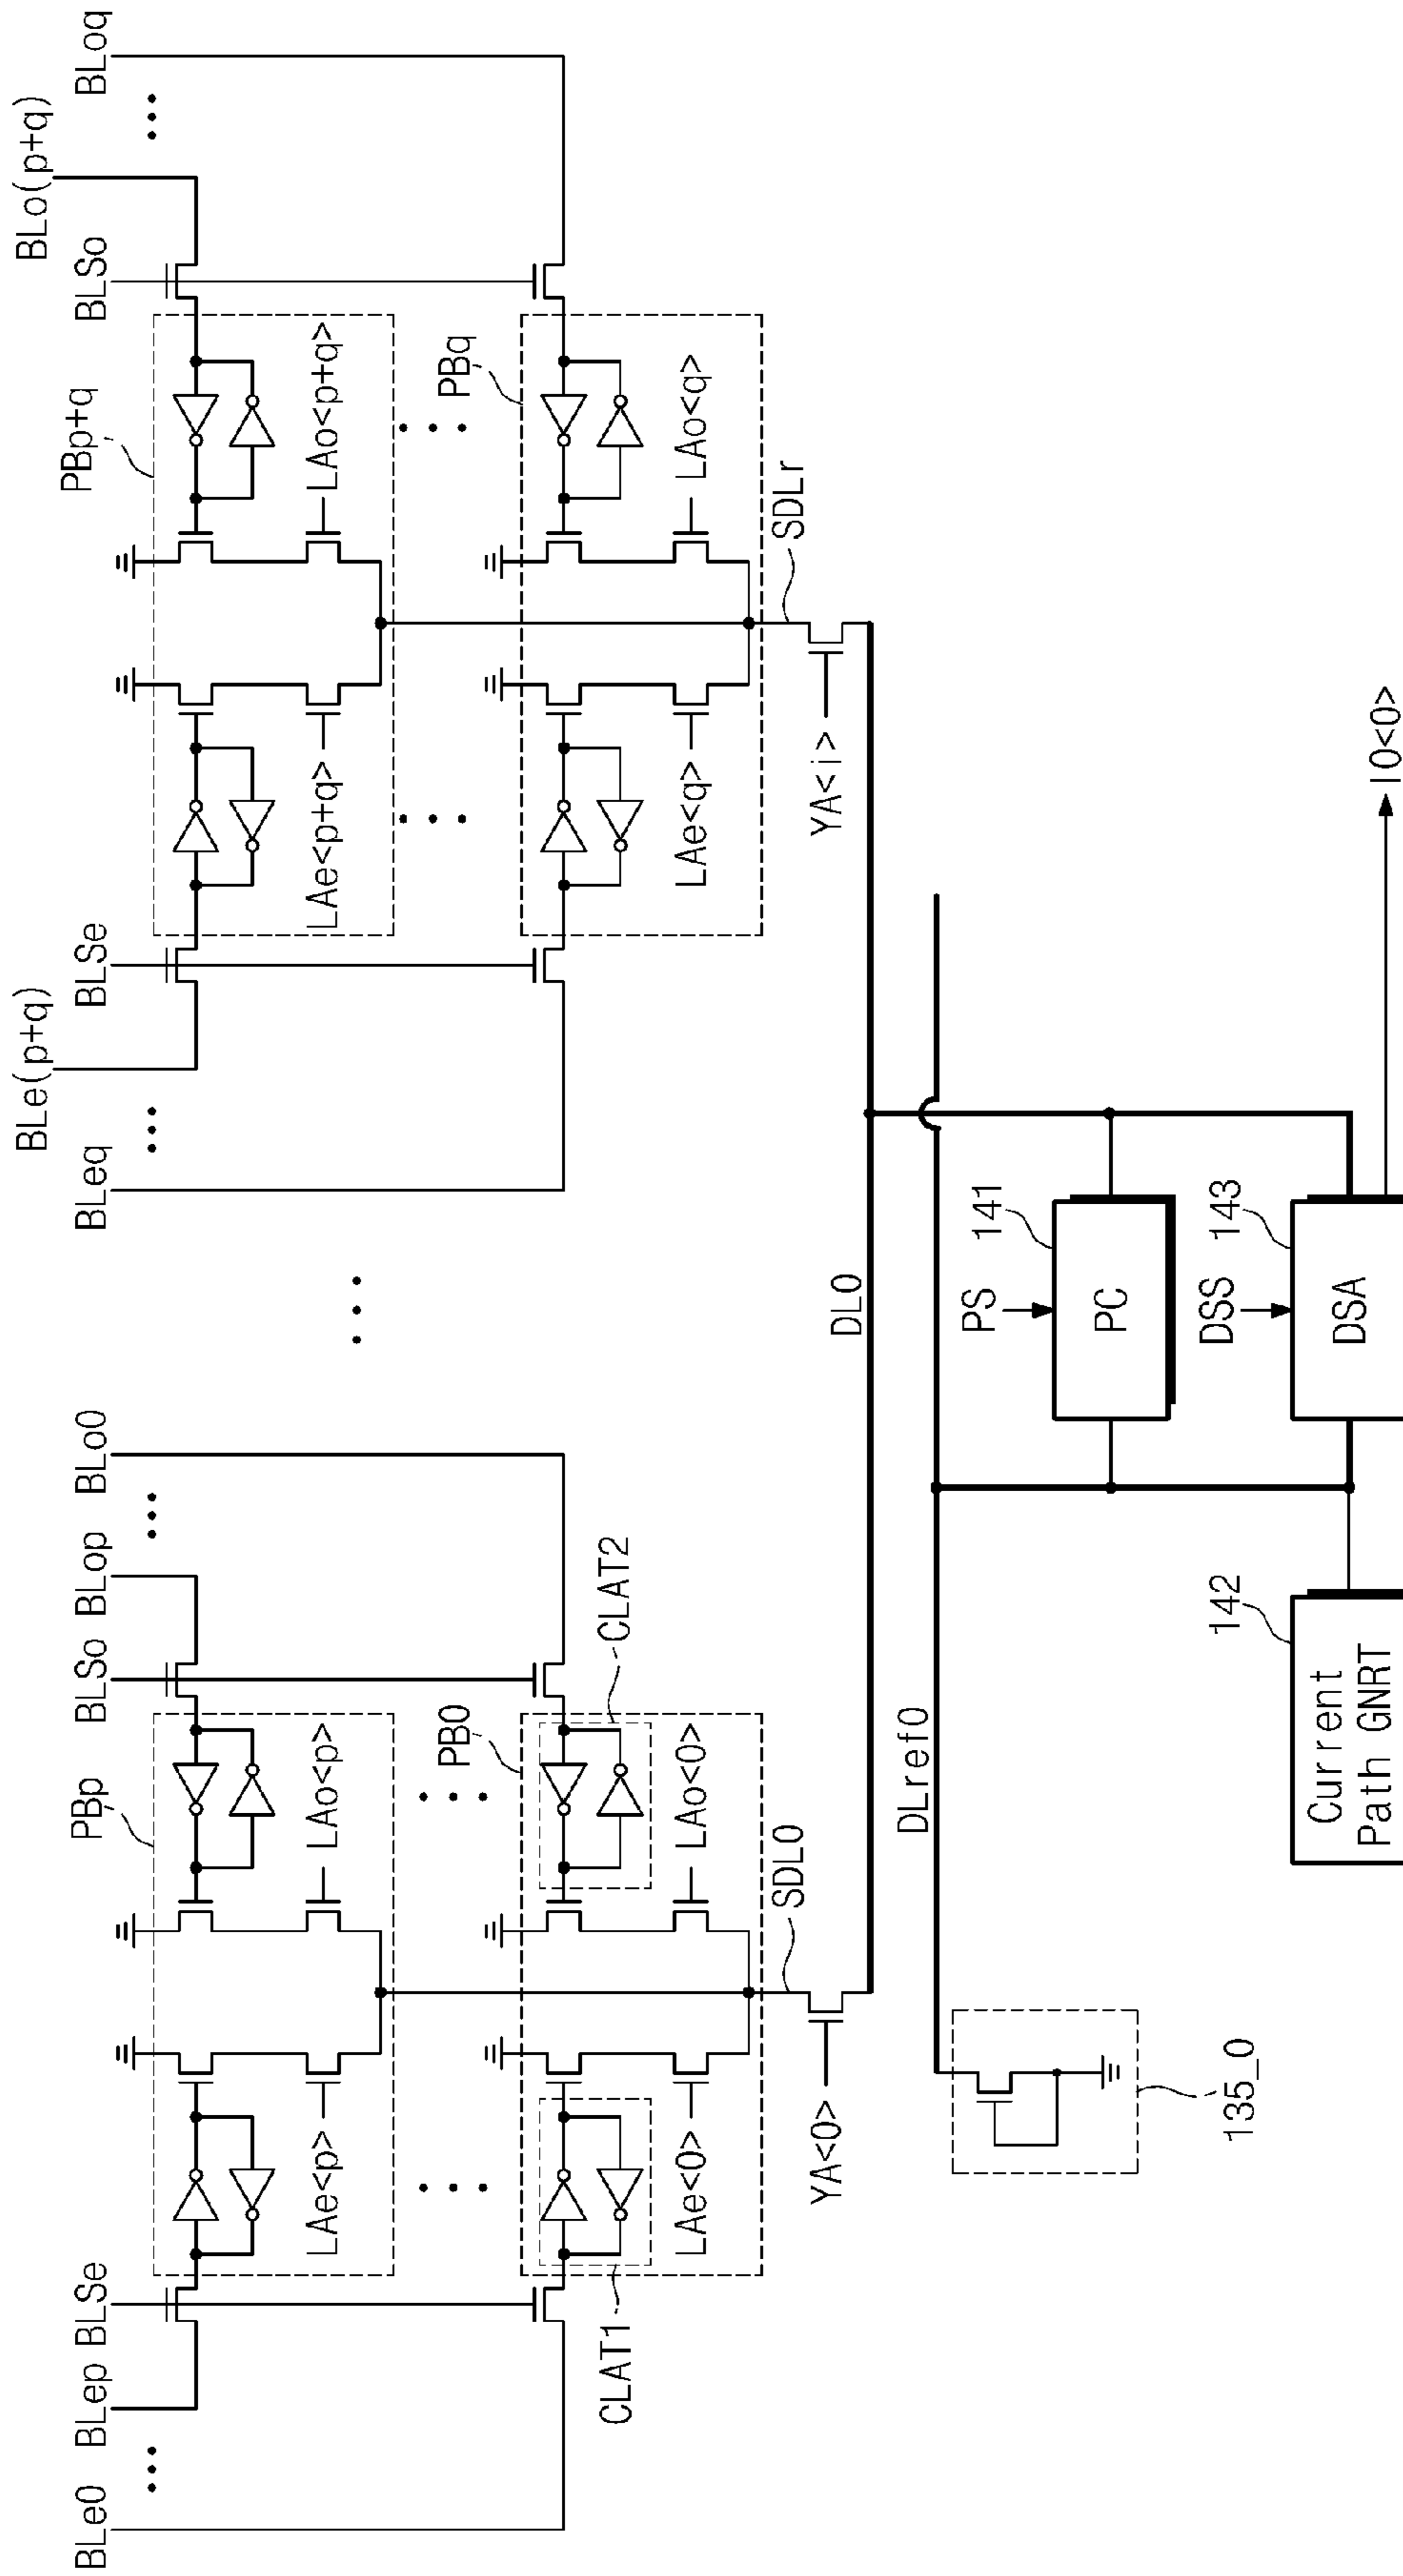 BLe0
BLep
BLSe
BLSo
BLop
BLo0
BLeq
BLe(p+q)
BLSe
BLSo
BLo(p+q)
BLoq
PBp
PBp+q
LAe<p>
LAo<p>
LAe<p+q>
LAo<p+q>
PB0
PBq
CLAT1
CLAT2
LAe<0>
LAo<0>
LAe<q>
LAo<q>
SDL0
SDLr
YA<0>
YA<i>
DL0
DLref0
135_0
PS
141
PC
142
Current
Path GNRT
DSS
143
DSA
IO<0>